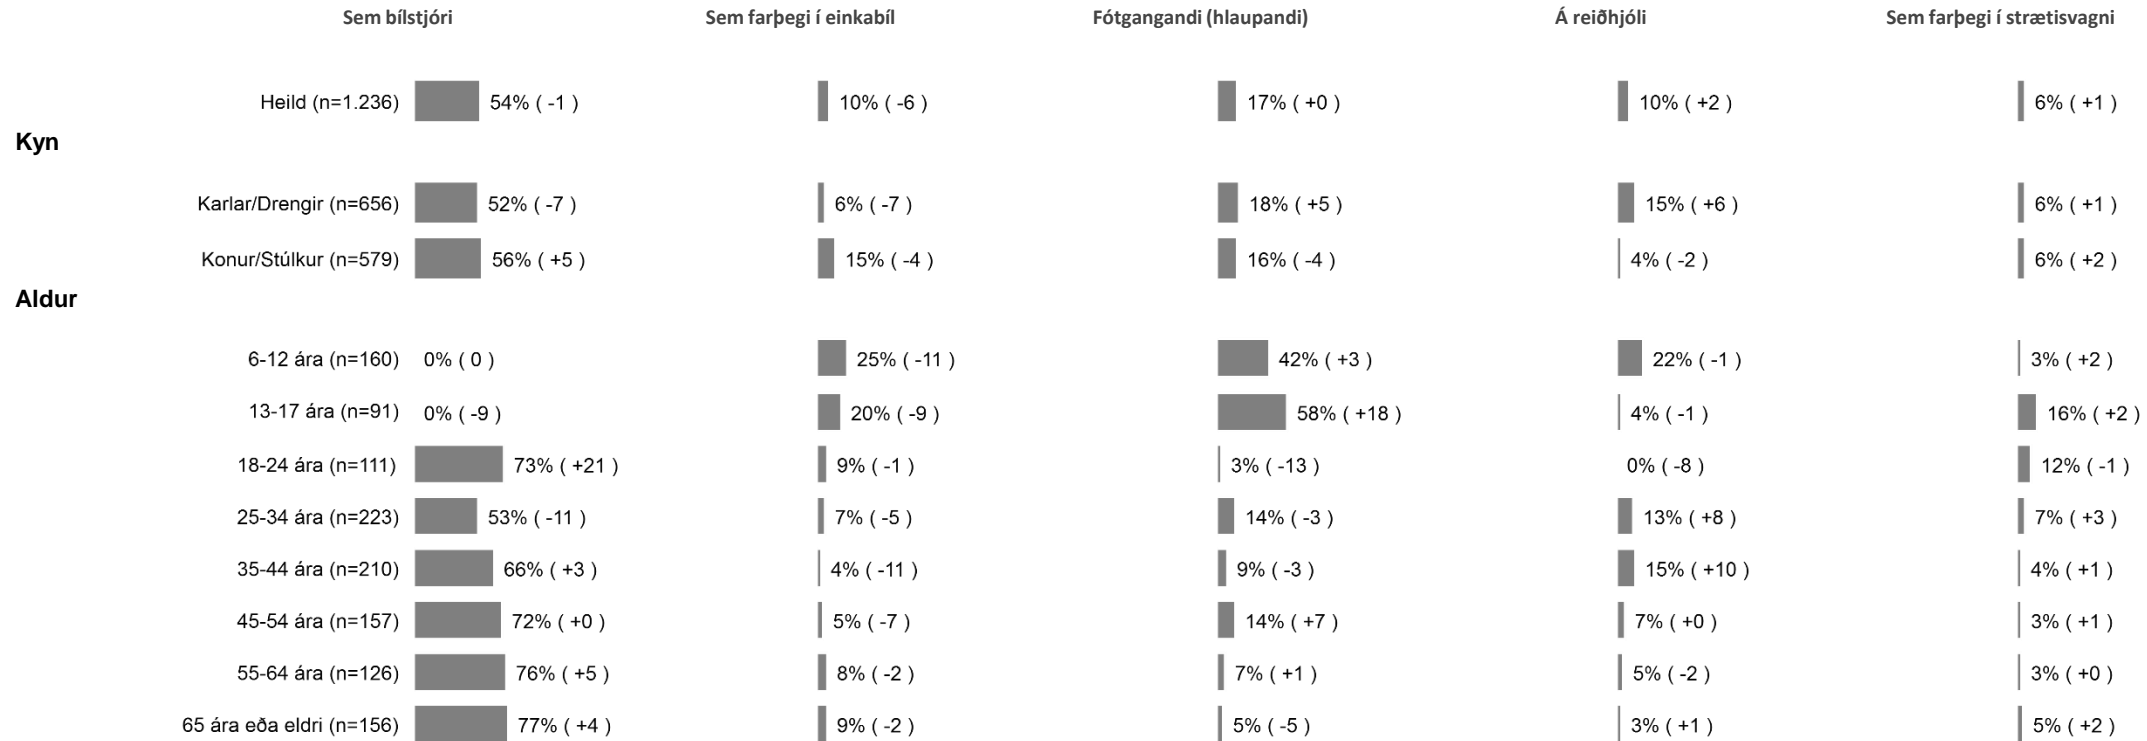 Sem bílstjóri Sem farþegi í einkabíl Fótgangandi (hlaupandi) Á reiðhjóli Sem farþegi í strætisvagni
Heild (n=1.236) 54% ( -1 ) 10% ( -6 ) 17% ( +0 ) 10% ( +2 ) 6% ( +1 )
Kyn
Karlar/Drengir (n=656) 52% ( -7 ) 6% ( -7 ) 18% ( +5 ) 15% ( +6 ) 6% ( +1 )
Konur/Stúlkur (n=579) 56% ( +5 ) 15% ( -4 ) 16% ( -4 ) 4% ( -2 ) 6% ( +2 )
Aldur
6-12 ára (n=160) 0% ( 0 ) 25% ( -11 ) 42% ( +3 ) 22% ( -1 ) 3% ( +2 )
13-17 ára (n=91) 0% ( -9 ) 20% ( -9 ) 58% ( +18 ) 4% ( -1 ) 16% ( +2 )
18-24 ára (n=111) 73% ( +21 ) 9% ( -1 ) 3% ( -13 ) 0% ( -8 ) 12% ( -1 )
25-34 ára (n=223) 53% ( -11 ) 7% ( -5 ) 14% ( -3 ) 13% ( +8 ) 7% ( +3 )
35-44 ára (n=210) 66% ( +3 ) 4% ( -11 ) 9% ( -3 ) 15% ( +10 ) 4% ( +1 )
45-54 ára (n=157) 72% ( +0 ) 5% ( -7 ) 14% ( +7 ) 7% ( +0 ) 3% ( +1 )
55-64 ára (n=126) 76% ( +5 ) 8% ( -2 ) 7% ( +1 ) 5% ( -2 ) 3% ( +0 )
65 ára eða eldri (n=156) 77% ( +4 ) 9% ( -2 ) 5% ( -5 ) 3% ( +1 ) 5% ( +2 )